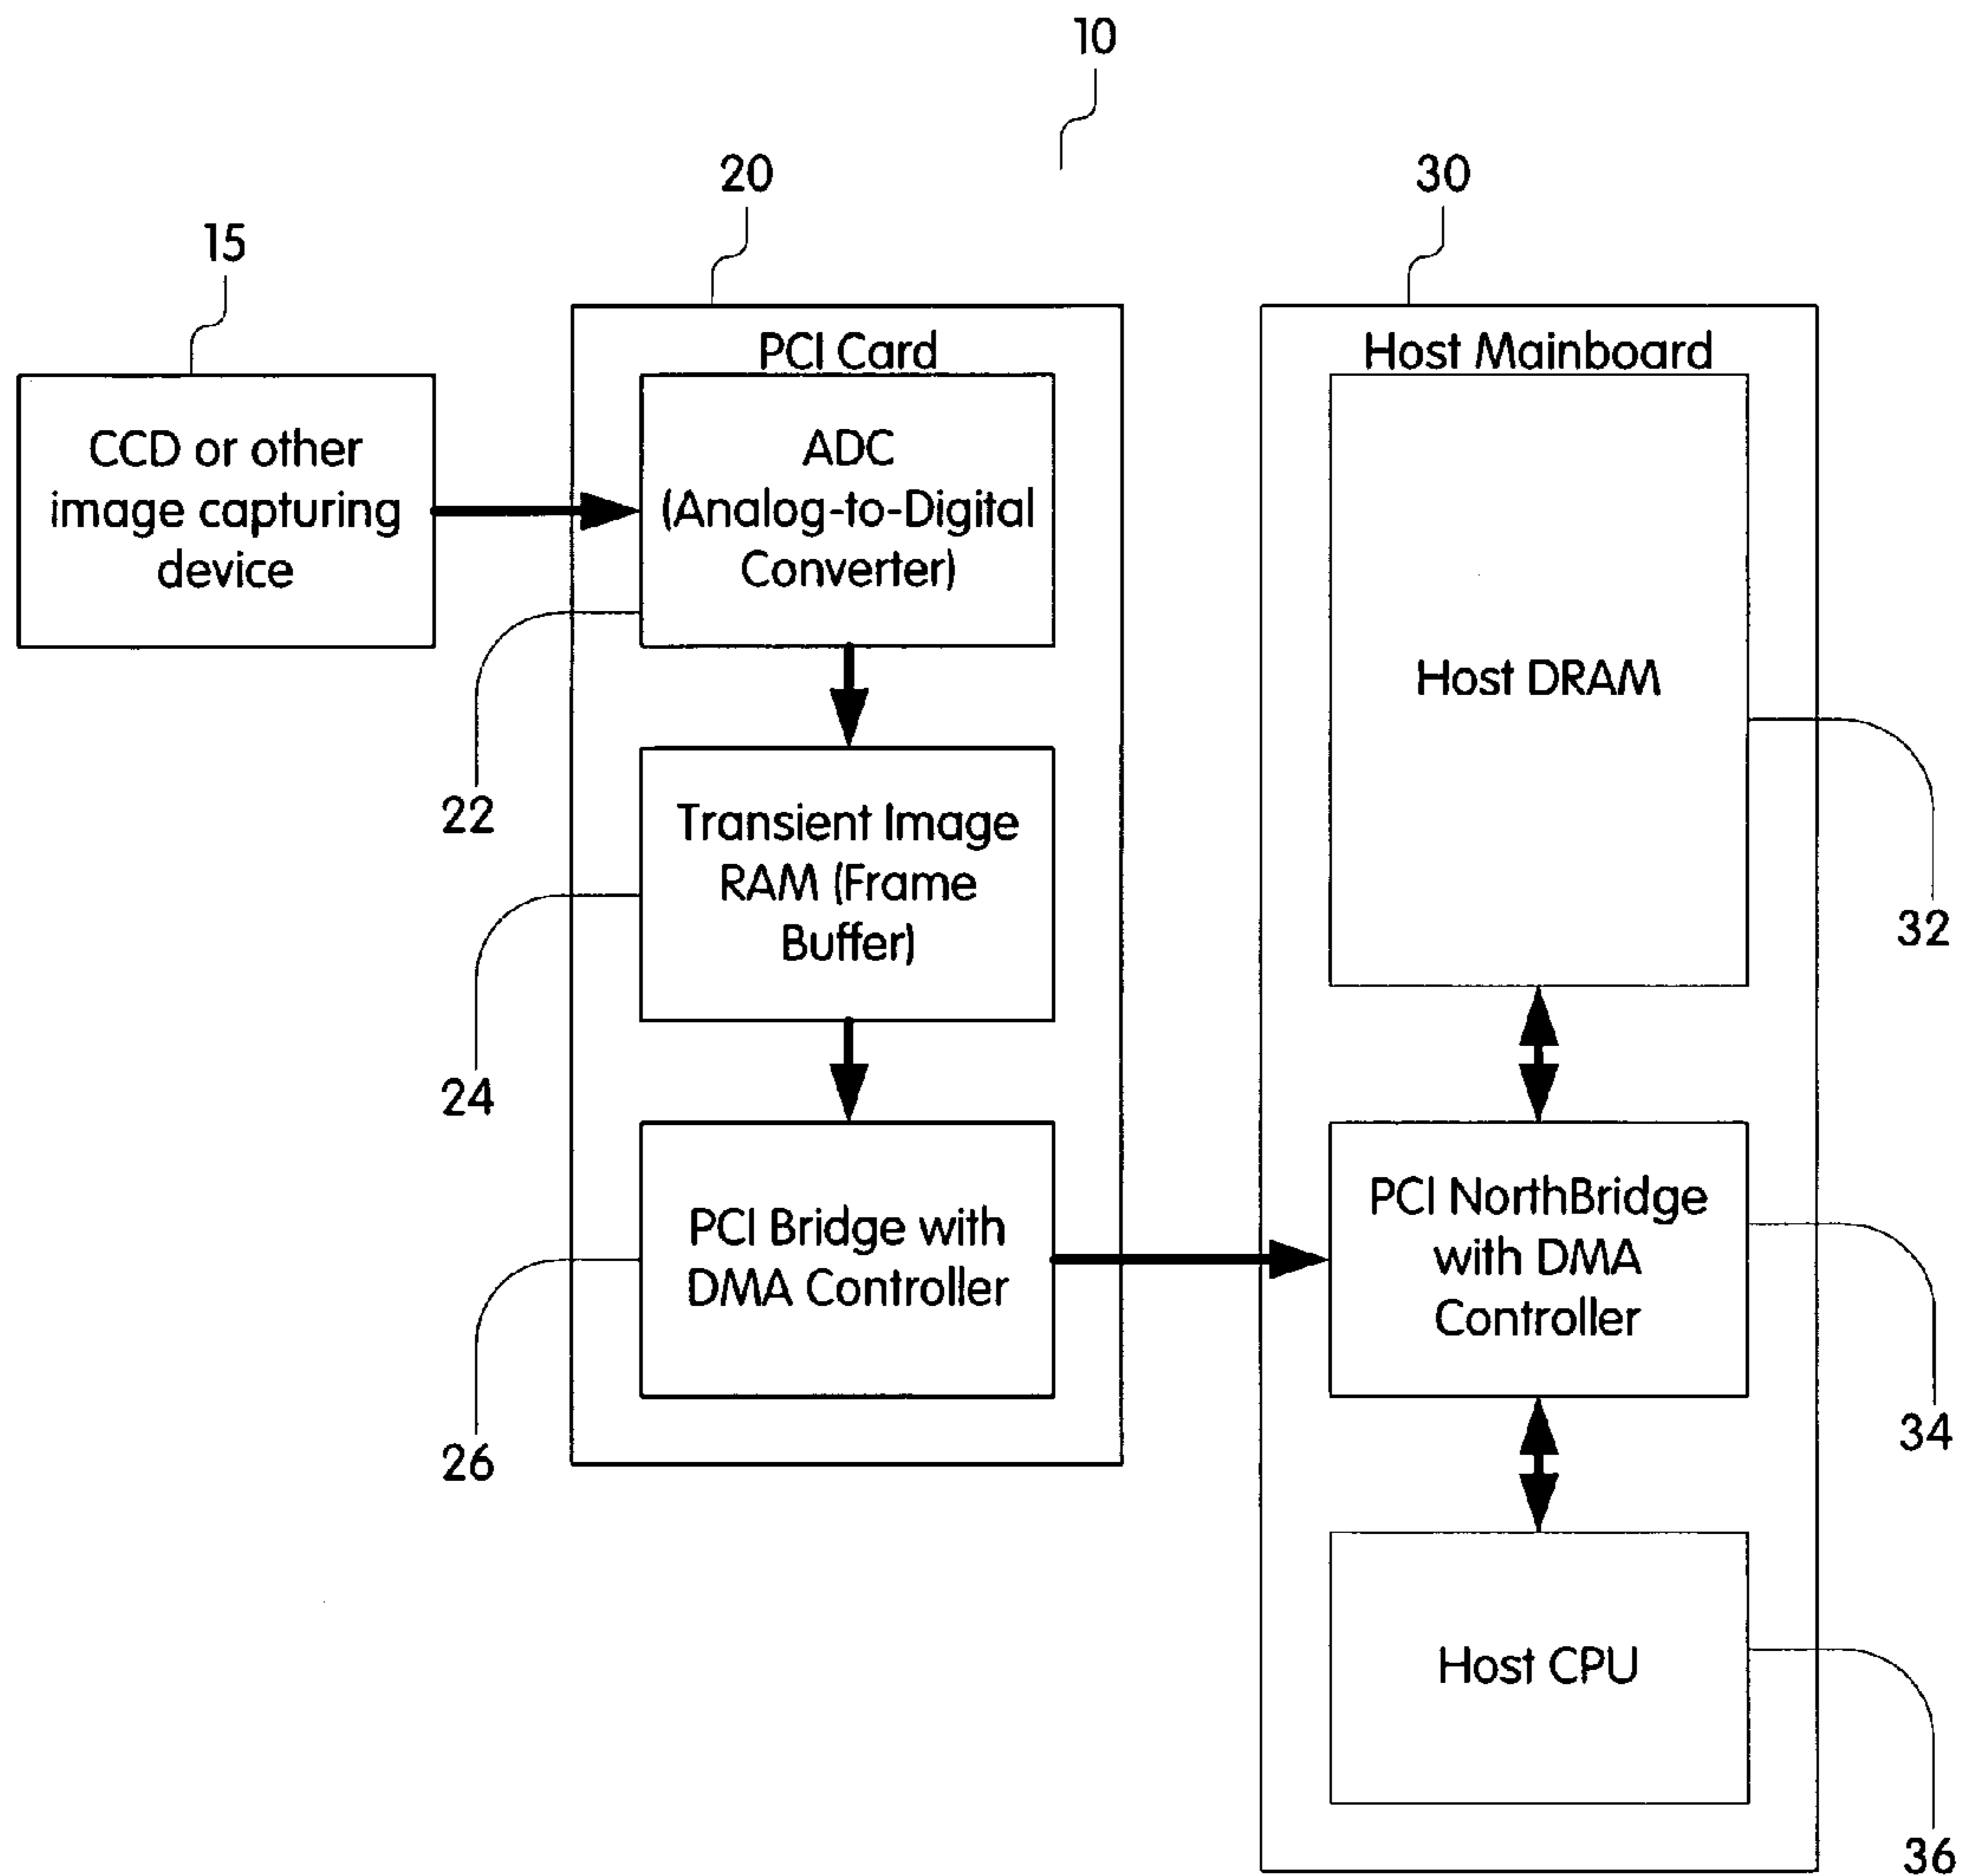 10
20
30
15
PCI Card
Host Mainboard
CCD or other
image capturing
device
ADC
(Analog-to-Digital
Converter)
Host DRAM
22
Transient Image
RAM (Frame
Buffer)
32
24
PCI Bridge with
DMA Controller
PCI NorthBridge
with DMA
Controller
26
34
Host CPU
36